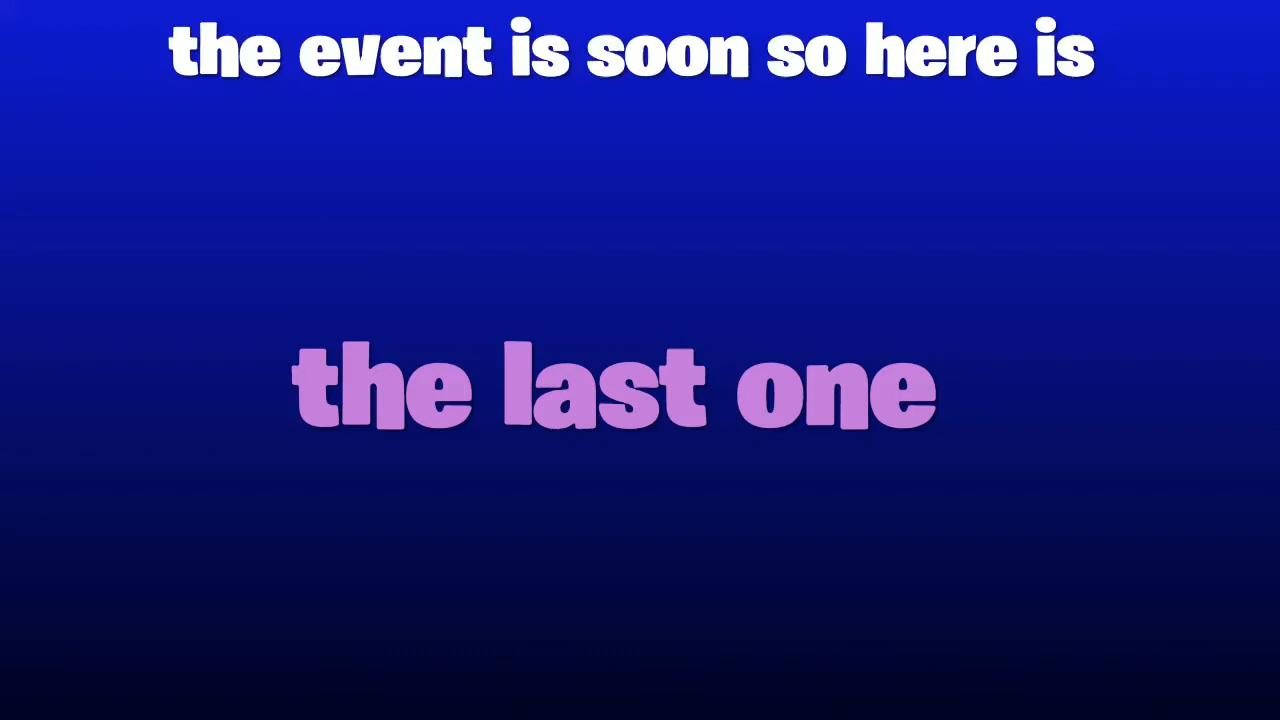 the event is soon so here is
the last one